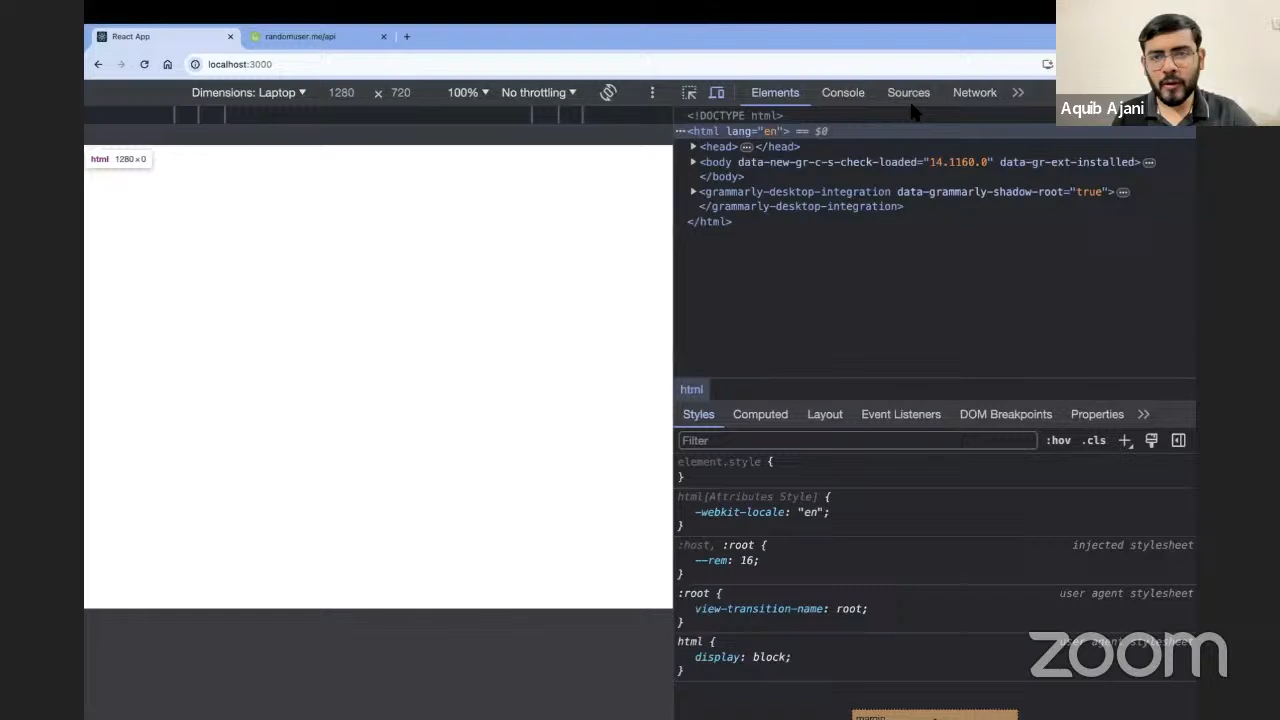 React App
randomuser.me/api
localhost:3000
Dimensions: Laptop 1280 × 720 100% No throttling
Elements Console Sources Network
Aquib Ajani
html 1280×0
<!DOCTYPE html>
<html lang="en"> == $0
<head> </head>
<body data-new-gr-c-s-check-loaded="14.1160.0" data-gr-ext-installed>
</body>
<grammarly-desktop-integration data-grammarly-shadow-root="true">
</grammarly-desktop-integration>
</html>
html
Styles Computed Layout Event Listeners DOM Breakpoints Properties
Filter :hov .cls
element.style {
}
html[Attributes Style] {
-webkit-locale: "en";
}
:host, :root { injected stylesheet
--rem: 16;
}
:root { user agent stylesheet
view-transition-name: root;
}
html { user agent stylesheet
display: block;
}
zoom
margin